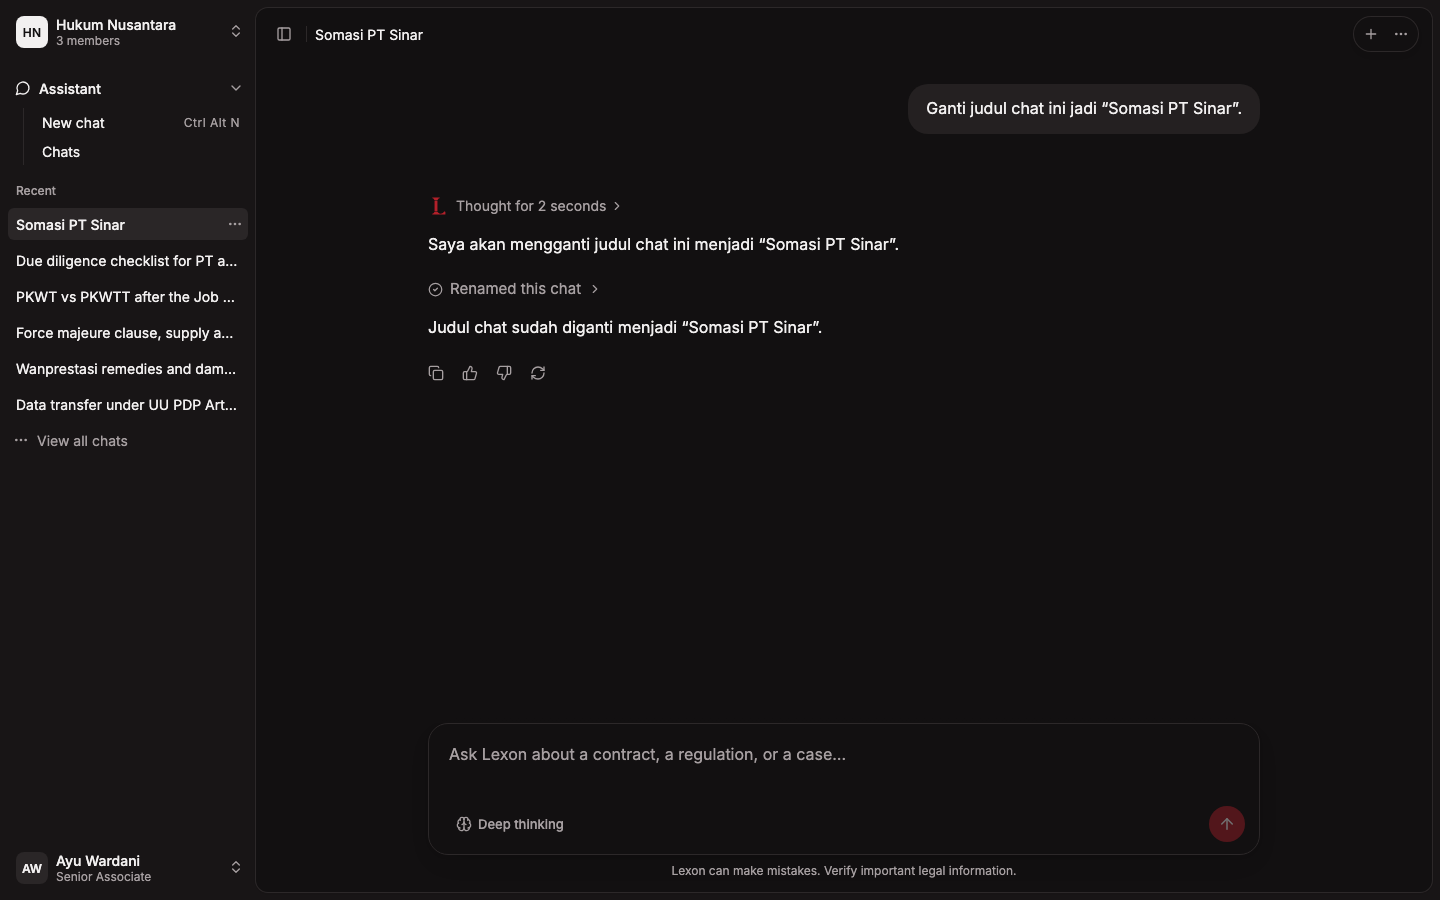 HN
Hukum Nusantara
3 members
Assistant
New chat
Ctrl Alt N
Chats
Recent
Somasi PT Sinar
Due diligence checklist for PT a...
PKWT vs PKWTT after the Job ...
Force majeure clause, supply a...
Wanprestasi remedies and dam...
Data transfer under UU PDP Art...
View all chats
AW
Ayu Wardani
Senior Associate
Somasi PT Sinar
Ganti judul chat ini jadi “Somasi PT Sinar”.
L
Thought for 2 seconds
Saya akan mengganti judul chat ini menjadi “Somasi PT Sinar”.
Renamed this chat
Judul chat sudah diganti menjadi “Somasi PT Sinar”.
Ask Lexon about a contract, a regulation, or a case...
Deep thinking
Lexon can make mistakes. Verify important legal information.